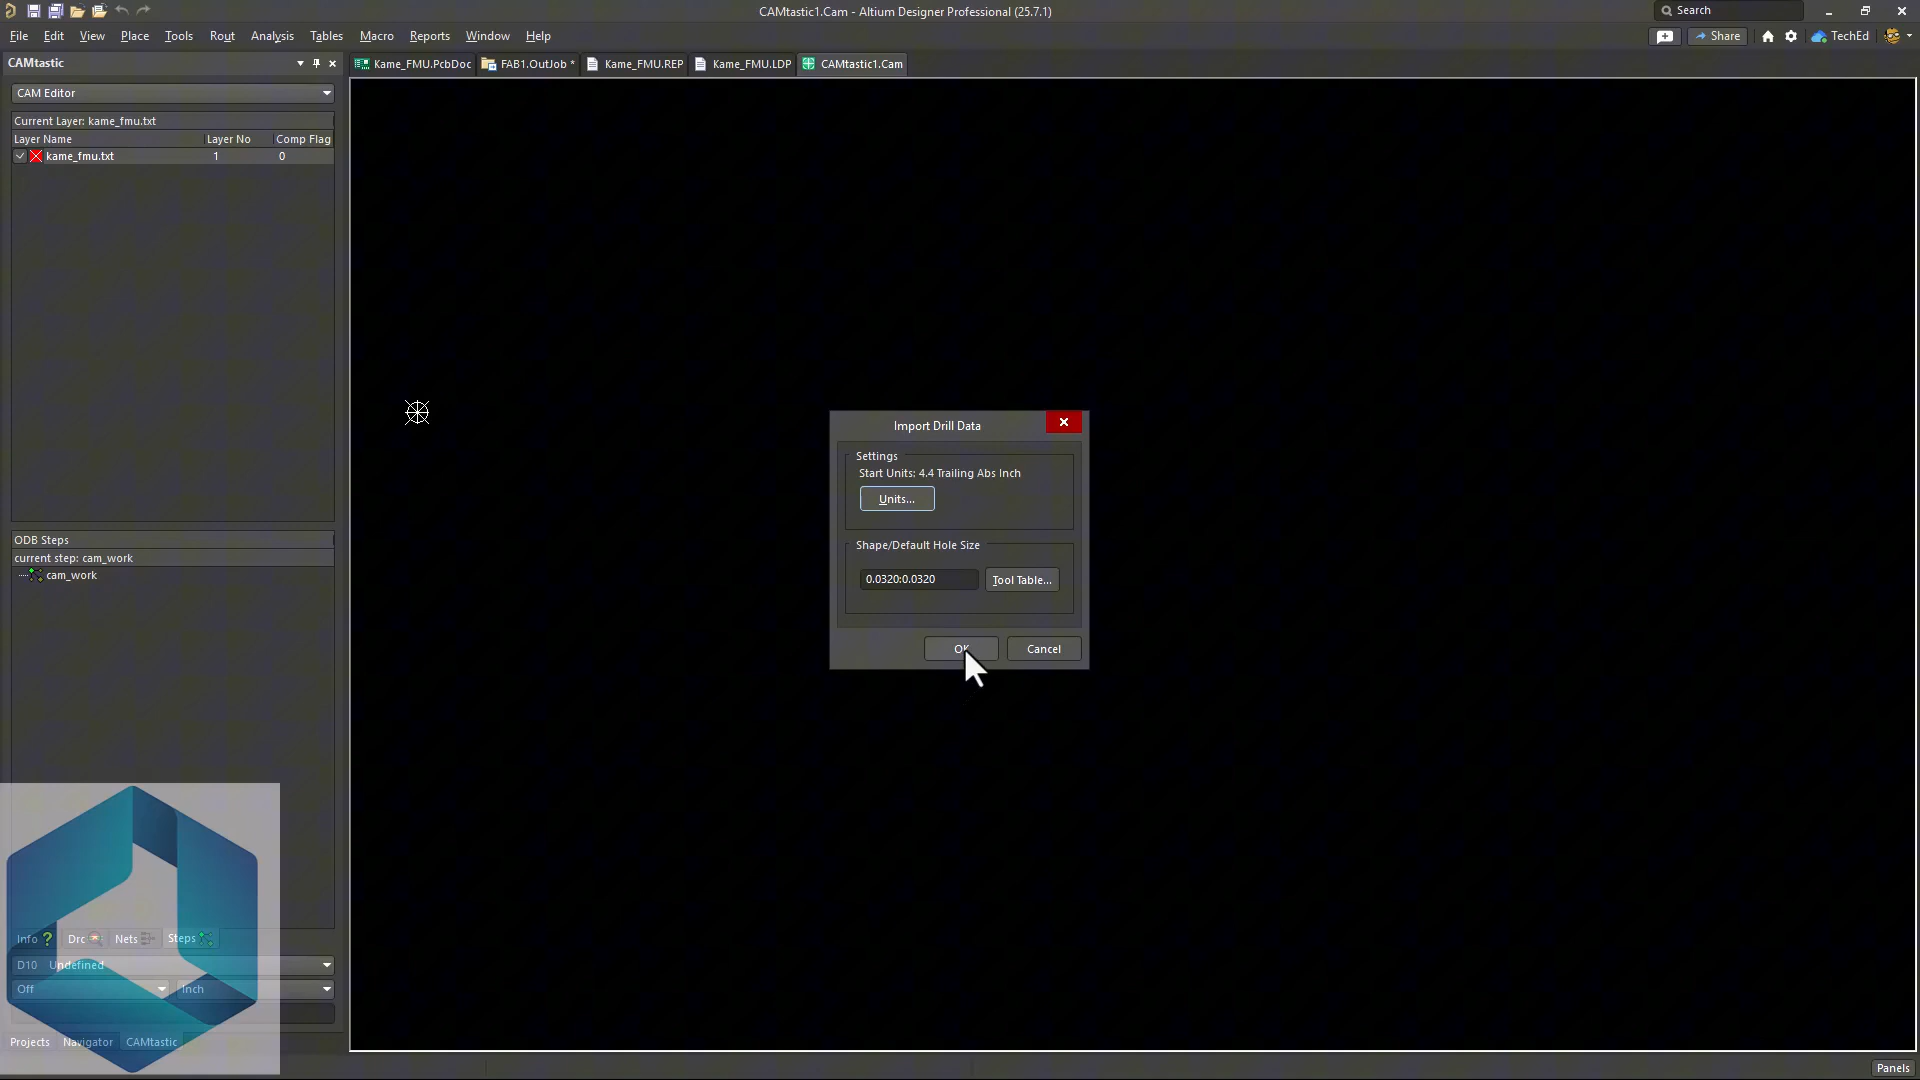 CAMtastic1.Cam - Altium Designer Professional (25.7.1)
Search
File Edit View Place Tools Rout Analysis Tables Macro Reports Window Help
Share
TechEd
CAMtastic
Kame_FMU.PcbDoc FAB1.OutJob * Kame_FMU.REP Kame_FMU.LDP CAMtastic1.Cam
CAM Editor
Current Layer: kame_fmu.txt
Layer Name Layer No Comp Flag
kame_fmu.txt 1 0
Import Drill Data
Settings
Start Units: 4.4 Trailing Abs Inch
Units...
Shape/Default Hole Size
0.0320:0.0320 Tool Table...
OK Cancel
ODB Steps
current step: cam_work
cam_work
Info ? Drc Nets Steps
D10 Undefined
Off Inch
Projects Navigator CAMtastic
Panels